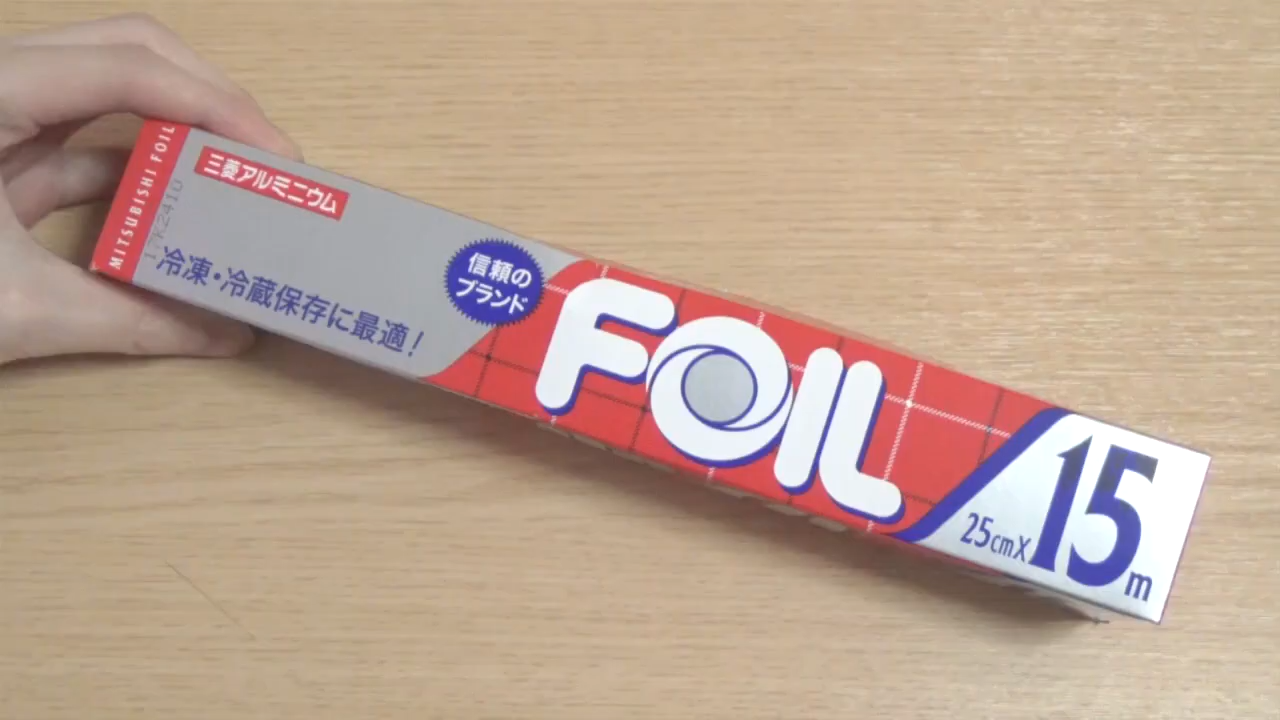 MITSUBISHI FOIL
17K2410
三菱アルミニウム
冷凍・冷蔵保存に最適!
信頼の
ブランド
FOIL
25cm×15m